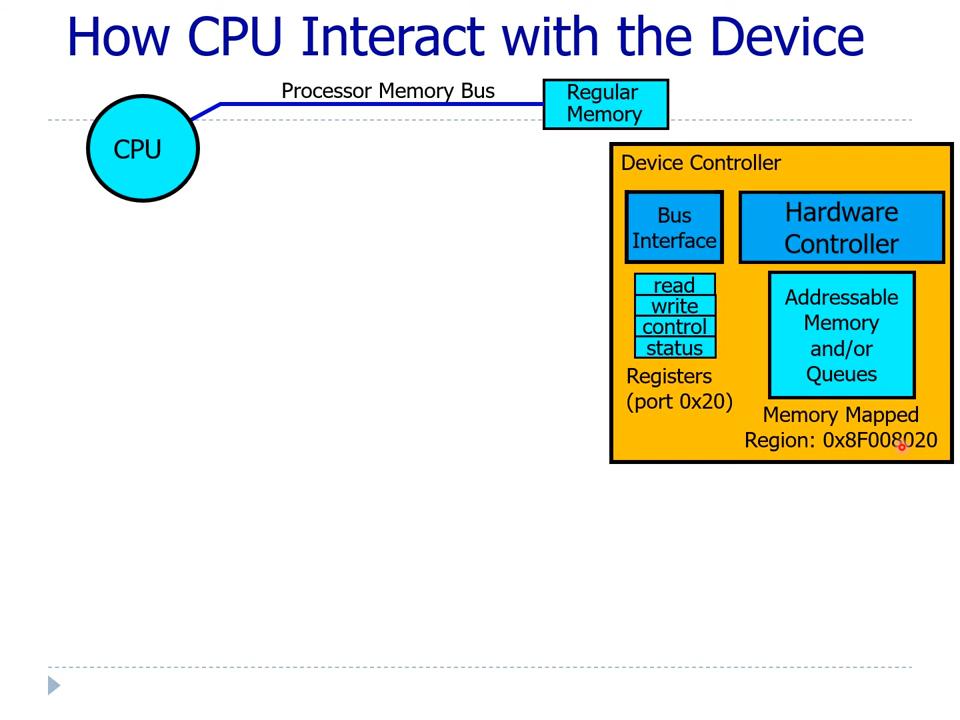 How CPU Interact with the Device
Processor Memory Bus
Regular
Memory
CPU
Device Controller
Bus
Interface
Hardware
Controller
read
write
control
status
Registers
(port 0x20)
Addressable
Memory
and/or
Queues
Memory Mapped
Region: 0x8F008020